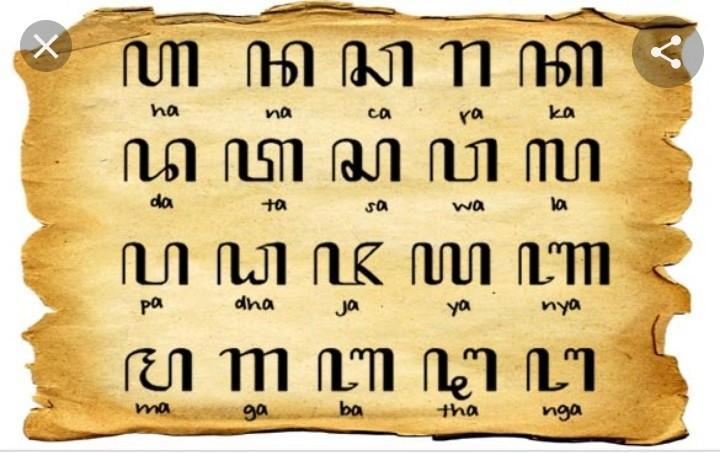 ꦲ ꦤ ꦕ ꦫ ꦏ
ha na ca ra ka
ꦢ ꦠ ꦱ ꦮ ꦭ
da ta sa wa la
ꦥ ꦝ ꦗ ꦪ ꦚ
pa dha ja ya nya
ꦩ ꦒ ꦧ ꦛ ꦔ
ma ga ba tha nga